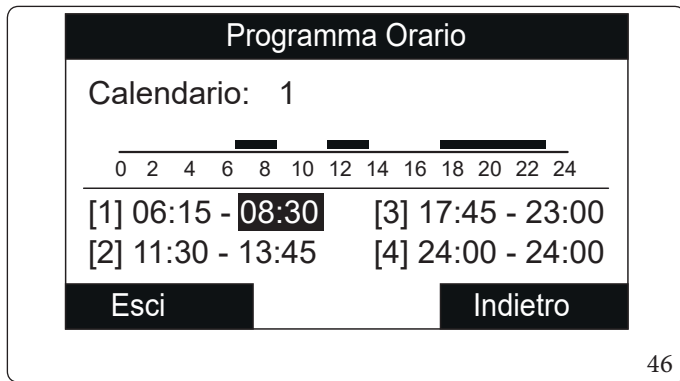 Programma Orario
Calendario: 1
0 2 4 6 8 10 12 14 16 18 20 22 24
[1] 06:15 - 08:30 [3] 17:45 - 23:00
[2] 11:30 - 13:45 [4] 24:00 - 24:00
Esci Indietro
46